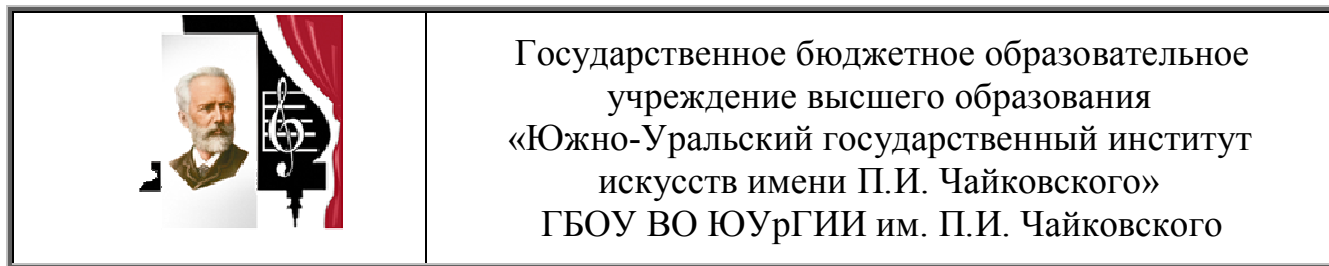 Государственное бюджетное образовательное
учреждение высшего образования
«Южно-Уральский государственный институт
искусств имени П.И. Чайковского»
ГБОУ ВО ЮУрГИИ им. П.И. Чайковского